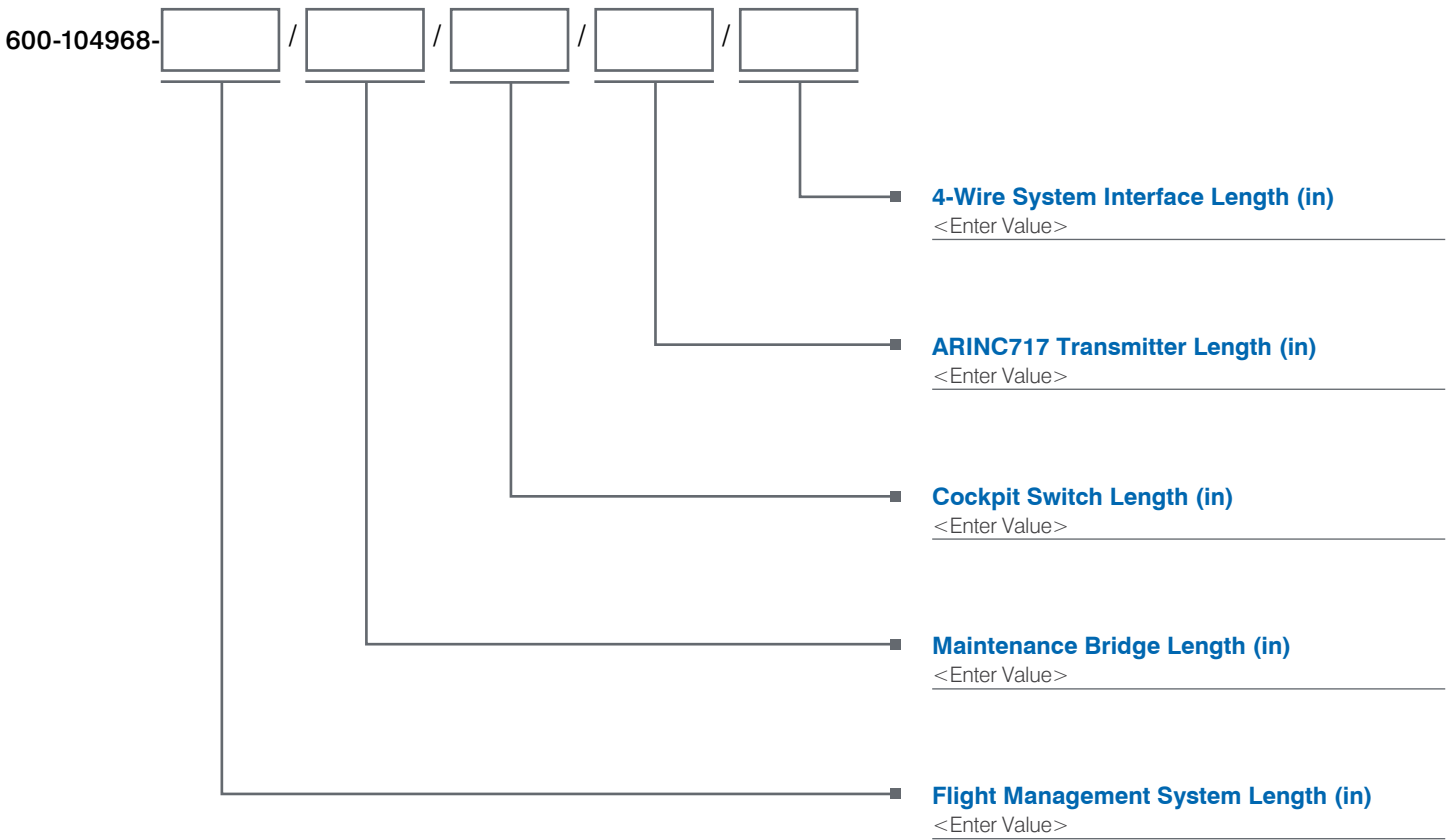 600-104968- / / / /
4-Wire System Interface Length (in)
<Enter Value>
ARINC717 Transmitter Length (in)
<Enter Value>
Cockpit Switch Length (in)
<Enter Value>
Maintenance Bridge Length (in)
<Enter Value>
Flight Management System Length (in)
<Enter Value>